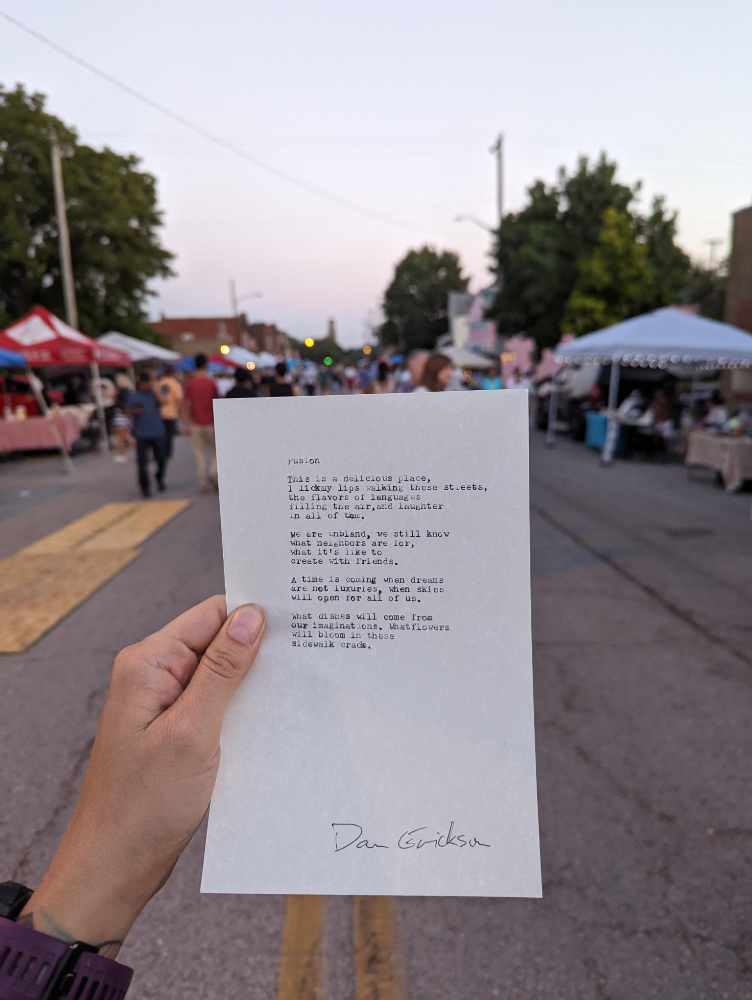 Fusion
This is a delicious place,
I lickmy lips walking these streets,
the flavors of languages
filling the air,and laughter
in all of them.
We are unbland, we still know
what neighbors are for,
what it's like to
create with friends.
A time is coming when dreams
are not luxuries, when skies
will open for all of us.
What dishes will come from
our imaginations. Whatflowers
will bloom in these
sidewalk cracks.
Dan Erickson